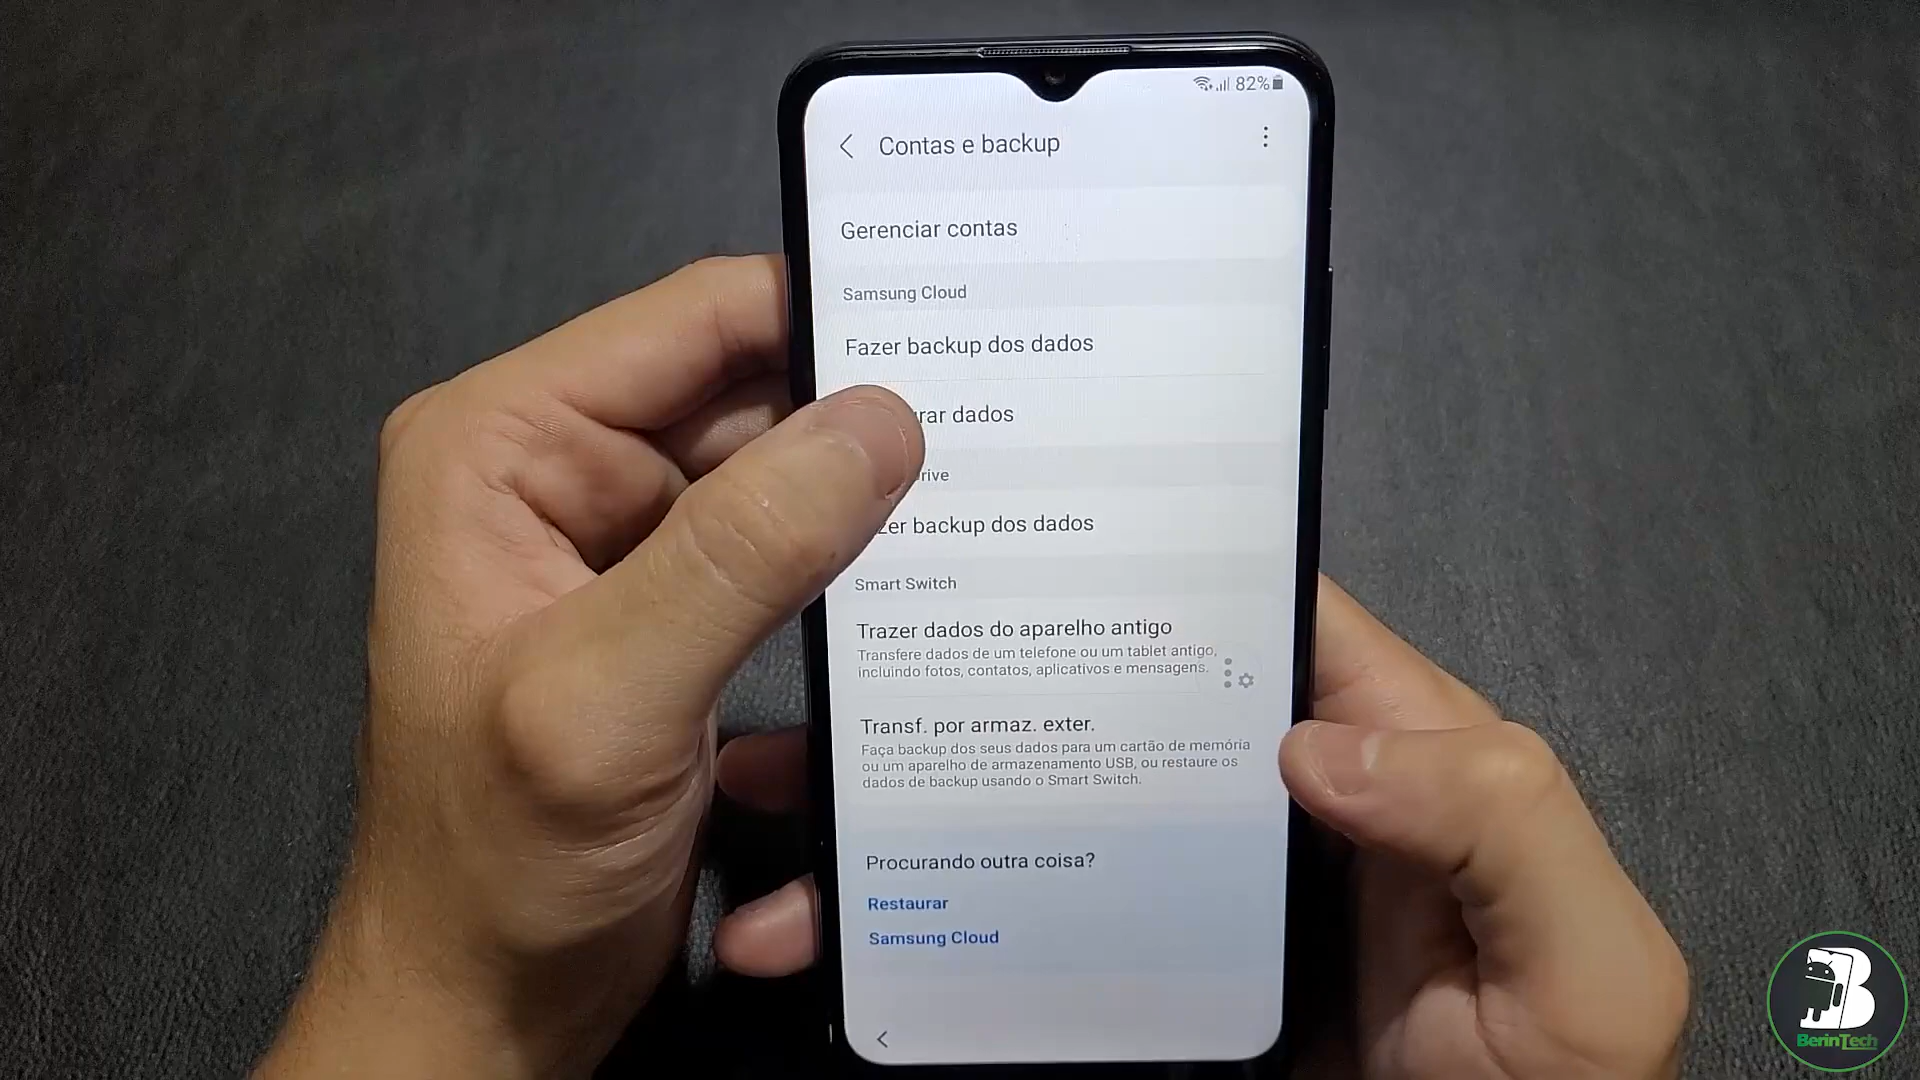 82%
Contas e backup
Gerenciar contas
Samsung Cloud
Fazer backup dos dados
dados
backup dos dados
Smart Switch
Trazer dados do aparelho antigo
Transfere dados de um telefone ou um tablet antigo,
incluindo fotos, contatos, aplicativos e mensagens.
Transf. por armaz. exter.
Faça backup dos seus dados para um cartão de memória
ou um aparelho de armazenamento USB, ou restaure os
dados de backup usando o Smart Switch.
Procurando outra coisa?
Restaurar
Samsung Cloud
BerinTech